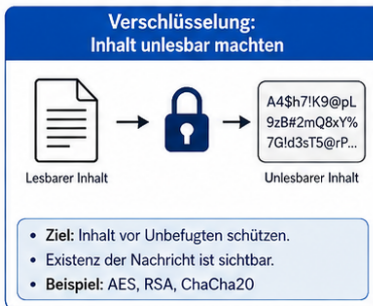 Verschlüsselung:
Inhalt unlesbar machten
A4$h7!K9@pL
9zB#2mQ8xY%
7G!d3sT5@rP...
Lesbarer Inhalt
Unlesbarer Inhalt
• Ziel: Inhalt vor Unbefugten schützen.
• Existenz der Nachricht ist sichtbar.
• Beispiel: AES, RSA, ChaCha20